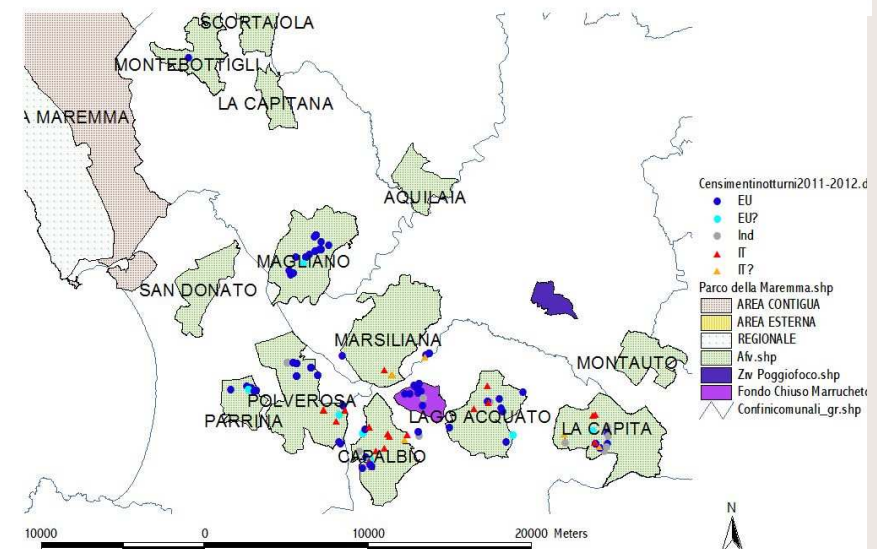 SCORTAIOLA
MONTEBOTTIGLI
LA CAPITANA
A MAREMMA
AQUILAIA
MAGLIANO
SAN DONATO
MARSILIANA
MONTAUTO
POLVEROSA
PARRINA
LAGO ACQUATO
LA CAPITA
CAPALBIO
Censimentinotturni2011-2012.d
EU
EU?
Ind
IT
IT?
Parco della Maremma.shp
AREA CONTIGUA
AREA ESTERNA
REGIONALE
Afv.shp
Zrv Poggiofoco.shp
Fondo Chiuso Marrucheto
Confinicomunali_gr.shp
N
10000 0 10000 20000 Meters